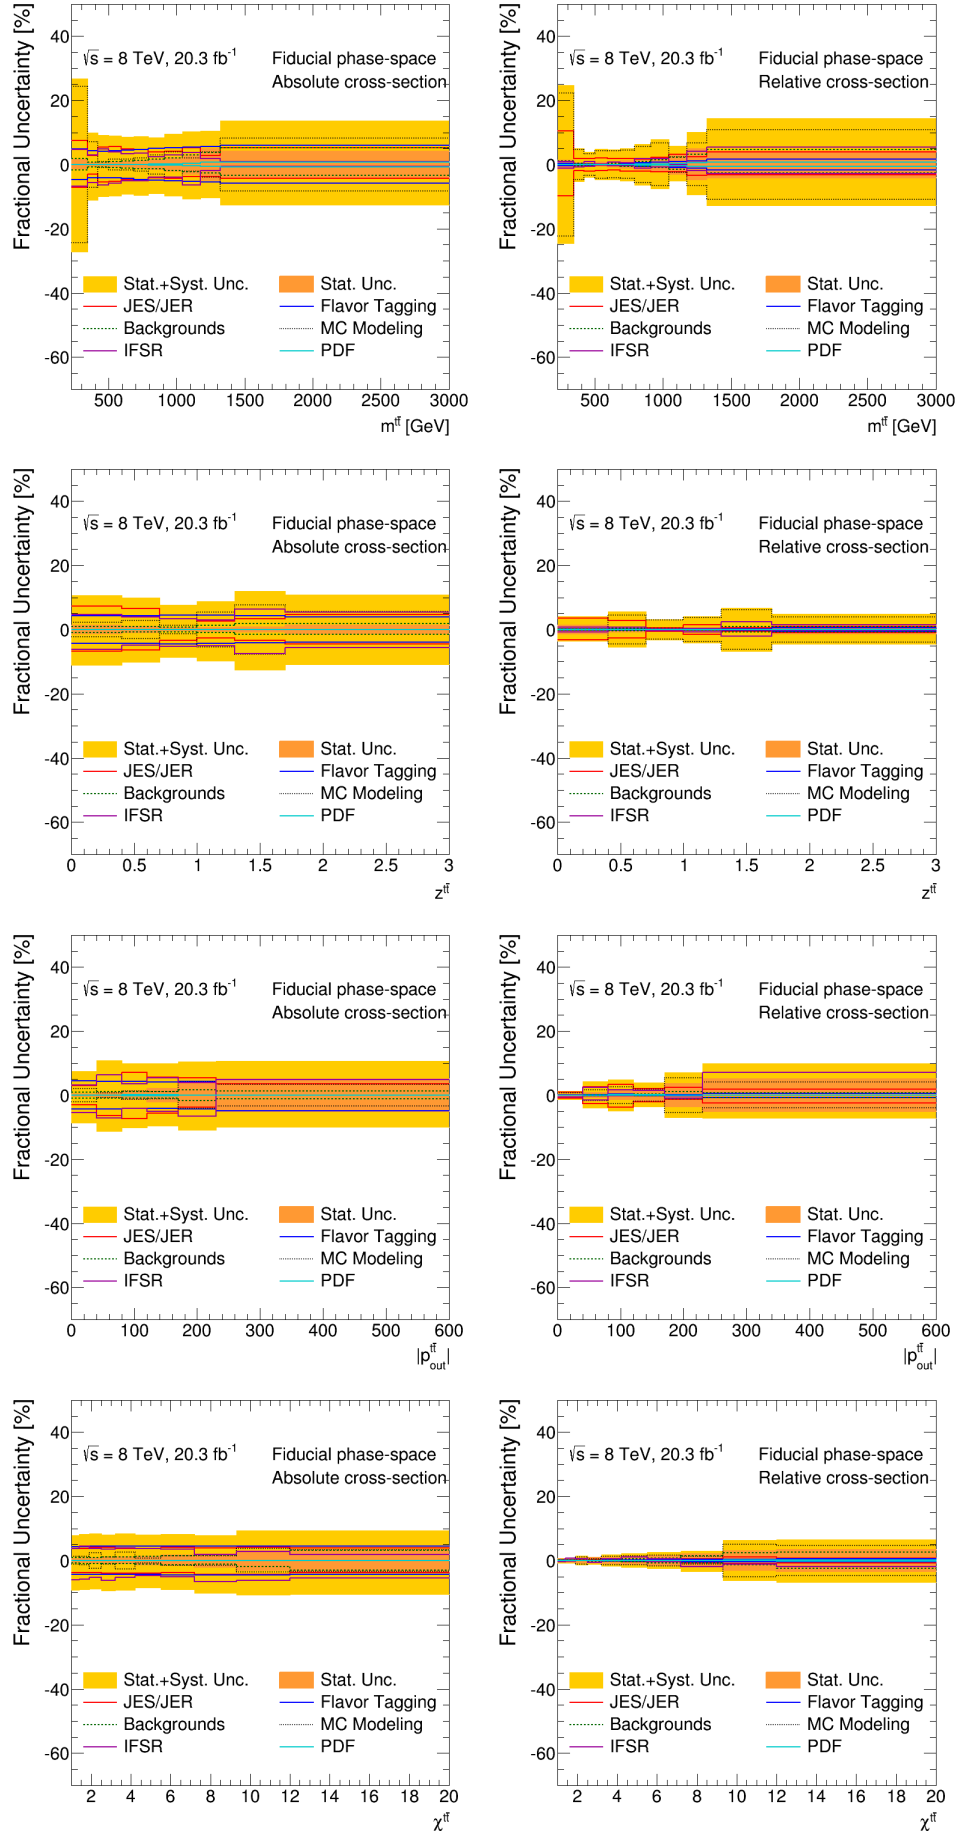 Fractional Uncertainty [%]
40
20
0
-20
-40
-60
√s = 8 TeV, 20.3 fb⁻¹
Fiducial phase-space
Absolute cross-section
Stat.+Syst. Unc.
Stat. Unc.
JES/JER
Flavor Tagging
Backgrounds
MC Modeling
IFSR
PDF
500 1000 1500 2000 2500 3000
m^tt̄ [GeV]
Fractional Uncertainty [%]
40
20
0
-20
-40
-60
√s = 8 TeV, 20.3 fb⁻¹
Fiducial phase-space
Relative cross-section
Stat.+Syst. Unc.
Stat. Unc.
JES/JER
Flavor Tagging
Backgrounds
MC Modeling
IFSR
PDF
500 1000 1500 2000 2500 3000
m^tt̄ [GeV]
Fractional Uncertainty [%]
40
20
0
-20
-40
-60
√s = 8 TeV, 20.3 fb⁻¹
Fiducial phase-space
Absolute cross-section
Stat.+Syst. Unc.
Stat. Unc.
JES/JER
Flavor Tagging
Backgrounds
MC Modeling
IFSR
PDF
0 0.5 1 1.5 2 2.5 3
z^tt̄
Fractional Uncertainty [%]
40
20
0
-20
-40
-60
√s = 8 TeV, 20.3 fb⁻¹
Fiducial phase-space
Relative cross-section
Stat.+Syst. Unc.
Stat. Unc.
JES/JER
Flavor Tagging
Backgrounds
MC Modeling
IFSR
PDF
0 0.5 1 1.5 2 2.5 3
z^tt̄
Fractional Uncertainty [%]
40
20
0
-20
-40
-60
√s = 8 TeV, 20.3 fb⁻¹
Fiducial phase-space
Absolute cross-section
Stat.+Syst. Unc.
Stat. Unc.
JES/JER
Flavor Tagging
Backgrounds
MC Modeling
IFSR
PDF
0 100 200 300 400 500 600
|p_out^tt̄|
Fractional Uncertainty [%]
40
20
0
-20
-40
-60
√s = 8 TeV, 20.3 fb⁻¹
Fiducial phase-space
Relative cross-section
Stat.+Syst. Unc.
Stat. Unc.
JES/JER
Flavor Tagging
Backgrounds
MC Modeling
IFSR
PDF
0 100 200 300 400 500 600
|p_out^tt̄|
Fractional Uncertainty [%]
40
20
0
-20
-40
-60
√s = 8 TeV, 20.3 fb⁻¹
Fiducial phase-space
Absolute cross-section
Stat.+Syst. Unc.
Stat. Unc.
JES/JER
Flavor Tagging
Backgrounds
MC Modeling
IFSR
PDF
2 4 6 8 10 12 14 16 18 20
χ^tt̄
Fractional Uncertainty [%]
40
20
0
-20
-40
-60
√s = 8 TeV, 20.3 fb⁻¹
Fiducial phase-space
Relative cross-section
Stat.+Syst. Unc.
Stat. Unc.
JES/JER
Flavor Tagging
Backgrounds
MC Modeling
IFSR
PDF
2 4 6 8 10 12 14 16 18 20
χ^tt̄